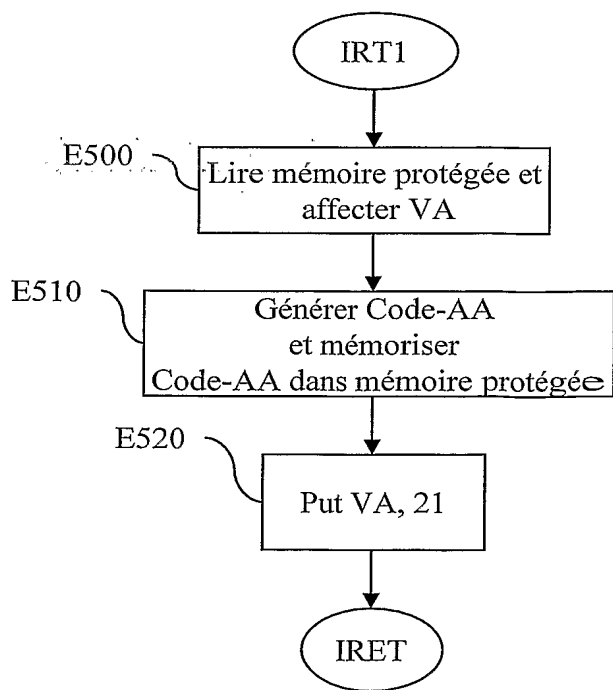 IRT1
E500
Lire mémoire protégée et
affecter VA
E510
Générer Code-AA
et mémoriser
Code-AA dans mémoire protégée
E520
Put VA, 21
IRET